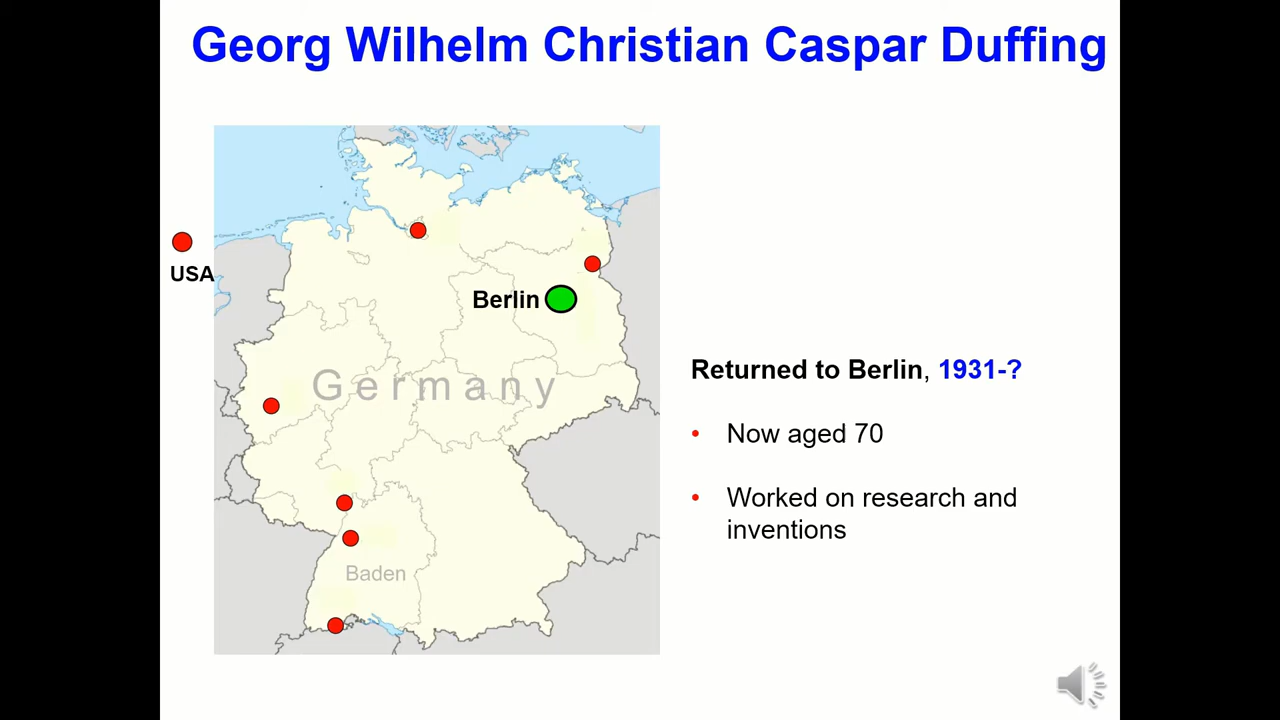 Georg Wilhelm Christian Caspar Duffing
USA
Berlin
Germany
Baden
Returned to Berlin, 1931-?
• Now aged 70
• Worked on research and
inventions